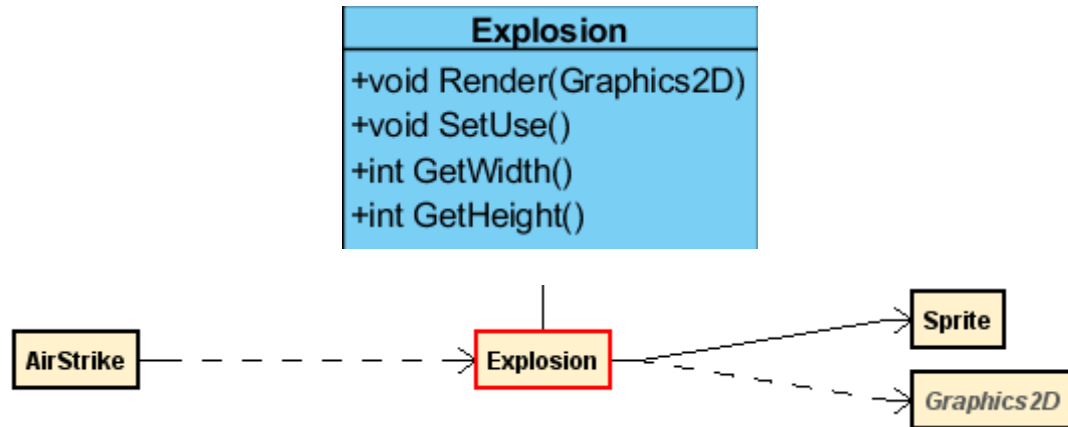 Explosion
+void Render(Graphics2D)
+void SetUse()
+int GetWidth()
+int GetHeight()
Sprite
AirStrike
Explosion
Graphics2D